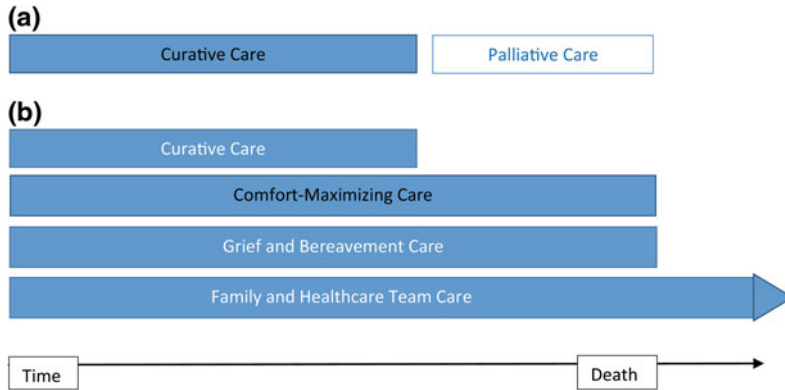 (a)
Curative Care
Palliative Care
(b)
Curative Care
Comfort-Maximizing Care
Grief and Bereavement Care
Family and Healthcare Team Care
Time
Death